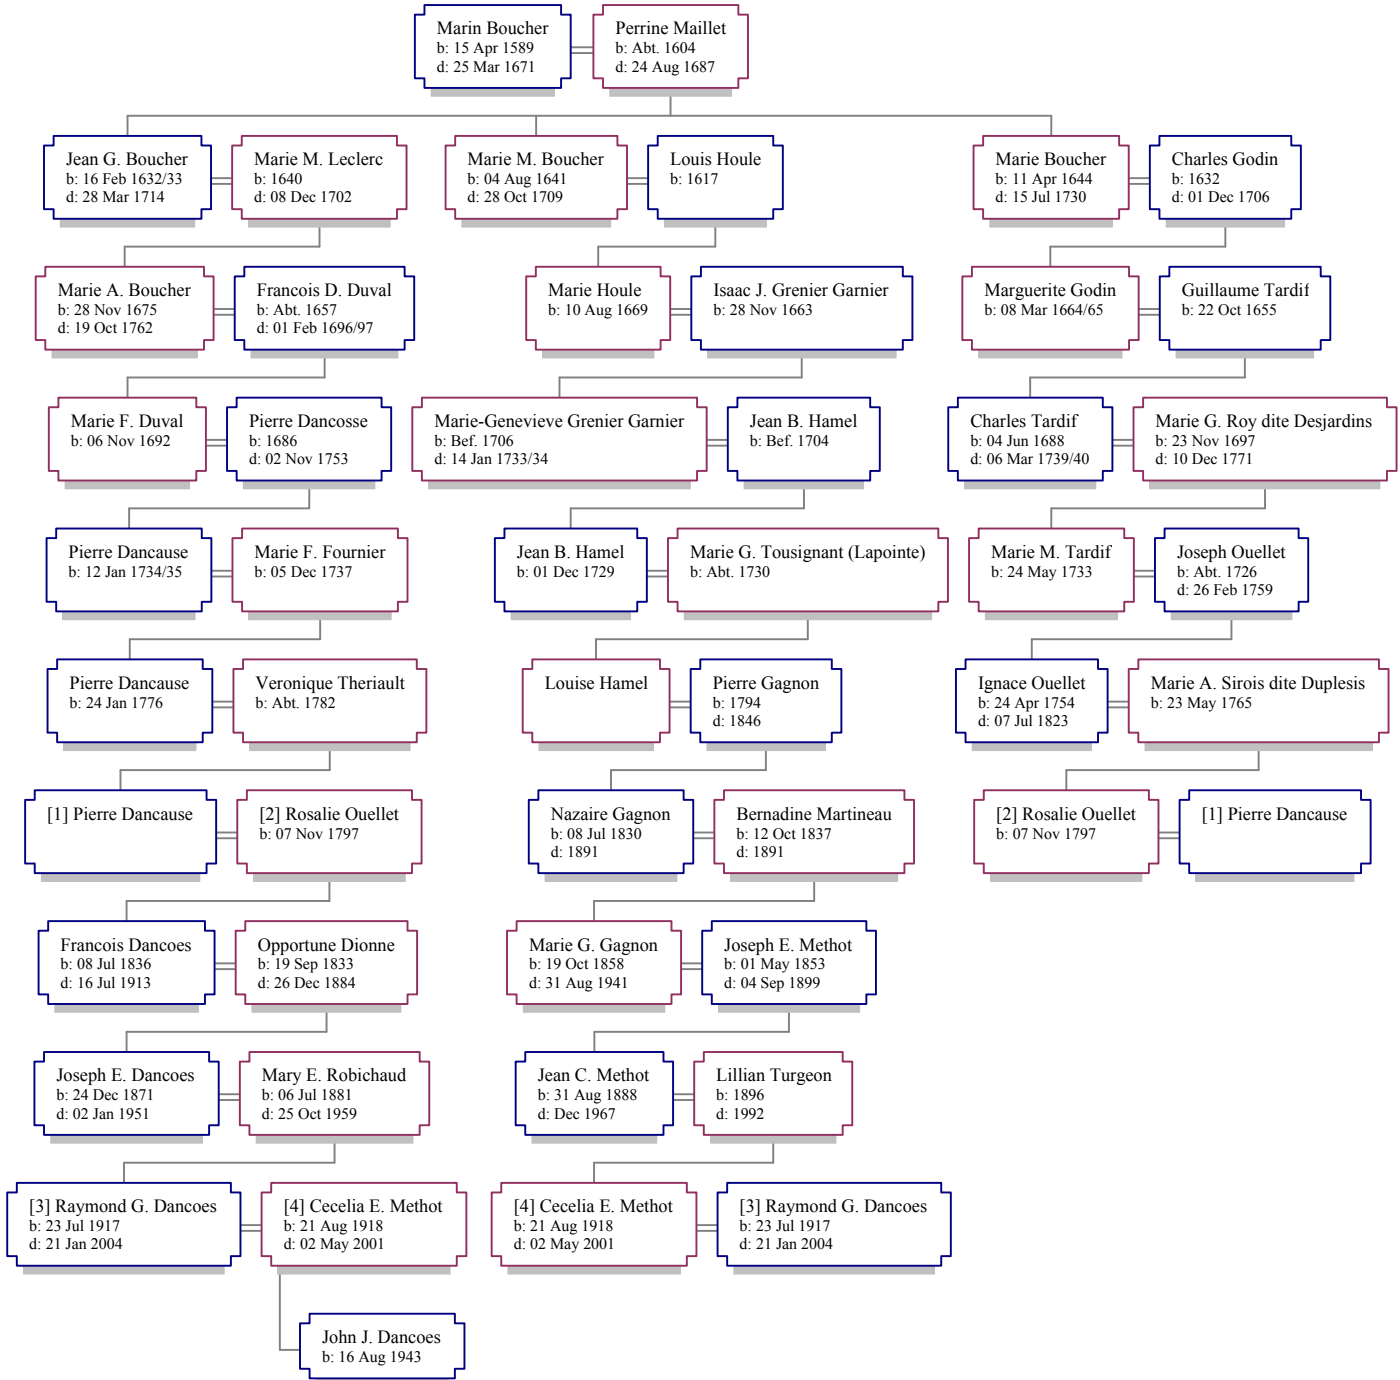 Marin Boucher
b: 15 Apr 1589
d: 25 Mar 1671
Perrine Maillet
b: Abt. 1604
d: 24 Aug 1687
Jean G. Boucher
b: 16 Feb 1632/33
d: 28 Mar 1714
Marie M. Leclerc
b: 1640
d: 08 Dec 1702
Marie M. Boucher
b: 04 Aug 1641
d: 28 Oct 1709
Louis Houle
b: 1617
Marie Boucher
b: 11 Apr 1644
d: 15 Jul 1730
Charles Godin
b: 1632
d: 01 Dec 1706
Marie A. Boucher
b: 28 Nov 1675
d: 19 Oct 1762
Francois D. Duval
b: Abt. 1657
d: 01 Feb 1696/97
Marie Houle
b: 10 Aug 1669
Isaac J. Grenier Garnier
b: 28 Nov 1663
Marguerite Godin
b: 08 Mar 1664/65
Guillaume Tardif
b: 22 Oct 1655
Marie F. Duval
b: 06 Nov 1692
Pierre Dancosse
b: 1686
d: 02 Nov 1753
Marie-Genevieve Grenier Garnier
b: Bef. 1706
d: 14 Jan 1733/34
Jean B. Hamel
b: Bef. 1704
Charles Tardif
b: 04 Jun 1688
d: 06 Mar 1739/40
Marie G. Roy dite Desjardins
b: 23 Nov 1697
d: 10 Dec 1771
Pierre Dancause
b: 12 Jan 1734/35
Marie F. Fournier
b: 05 Dec 1737
Jean B. Hamel
b: 01 Dec 1729
Marie G. Tousignant (Lapointe)
b: Abt. 1730
Marie M. Tardif
b: 24 May 1733
Joseph Ouellet
b: Abt. 1726
d: 26 Feb 1759
Pierre Dancause
b: 24 Jan 1776
Veronique Theriault
b: Abt. 1782
Louise Hamel
Pierre Gagnon
b: 1794
d: 1846
Ignace Ouellet
b: 24 Apr 1754
d: 07 Jul 1823
Marie A. Sirois dite Duplesis
b: 23 May 1765
[1] Pierre Dancause
[2] Rosalie Ouellet
b: 07 Nov 1797
Nazaire Gagnon
b: 08 Jul 1830
d: 1891
Bernadine Martineau
b: 12 Oct 1837
d: 1891
[2] Rosalie Ouellet
b: 07 Nov 1797
[1] Pierre Dancause
Francois Dancoes
b: 08 Jul 1836
d: 16 Jul 1913
Opportune Dionne
b: 19 Sep 1833
d: 26 Dec 1884
Marie G. Gagnon
b: 19 Oct 1858
d: 31 Aug 1941
Joseph E. Methot
b: 01 May 1853
d: 04 Sep 1899
Joseph E. Dancoes
b: 24 Dec 1871
d: 02 Jan 1951
Mary E. Robichaud
b: 06 Jul 1881
d: 25 Oct 1959
Jean C. Methot
b: 31 Aug 1888
d: Dec 1967
Lillian Turgeon
b: 1896
d: 1992
[3] Raymond G. Dancoes
b: 23 Jul 1917
d: 21 Jan 2004
[4] Cecelia E. Methot
b: 21 Aug 1918
d: 02 May 2001
[4] Cecelia E. Methot
b: 21 Aug 1918
d: 02 May 2001
[3] Raymond G. Dancoes
b: 23 Jul 1917
d: 21 Jan 2004
John J. Dancoes
b: 16 Aug 1943